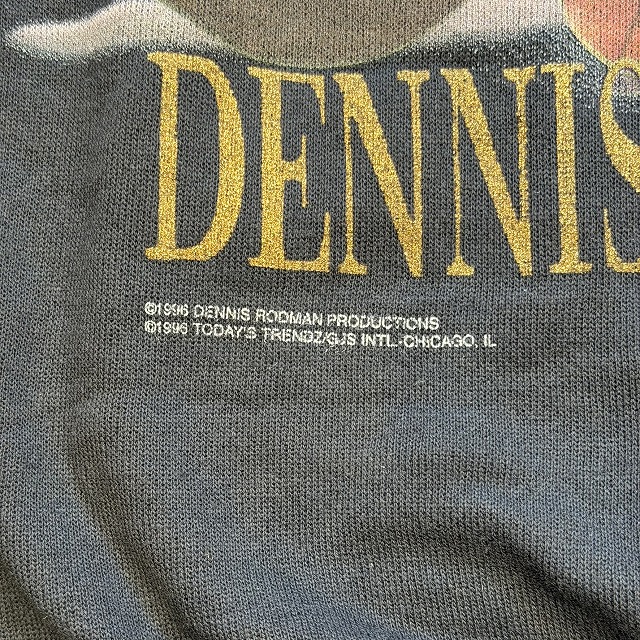 DENNIS
©1996 DENNIS RODMAN PRODUCTIONS
©1996 TODAY'S TRENDZ/GJS INTL.-CHICAGO, IL